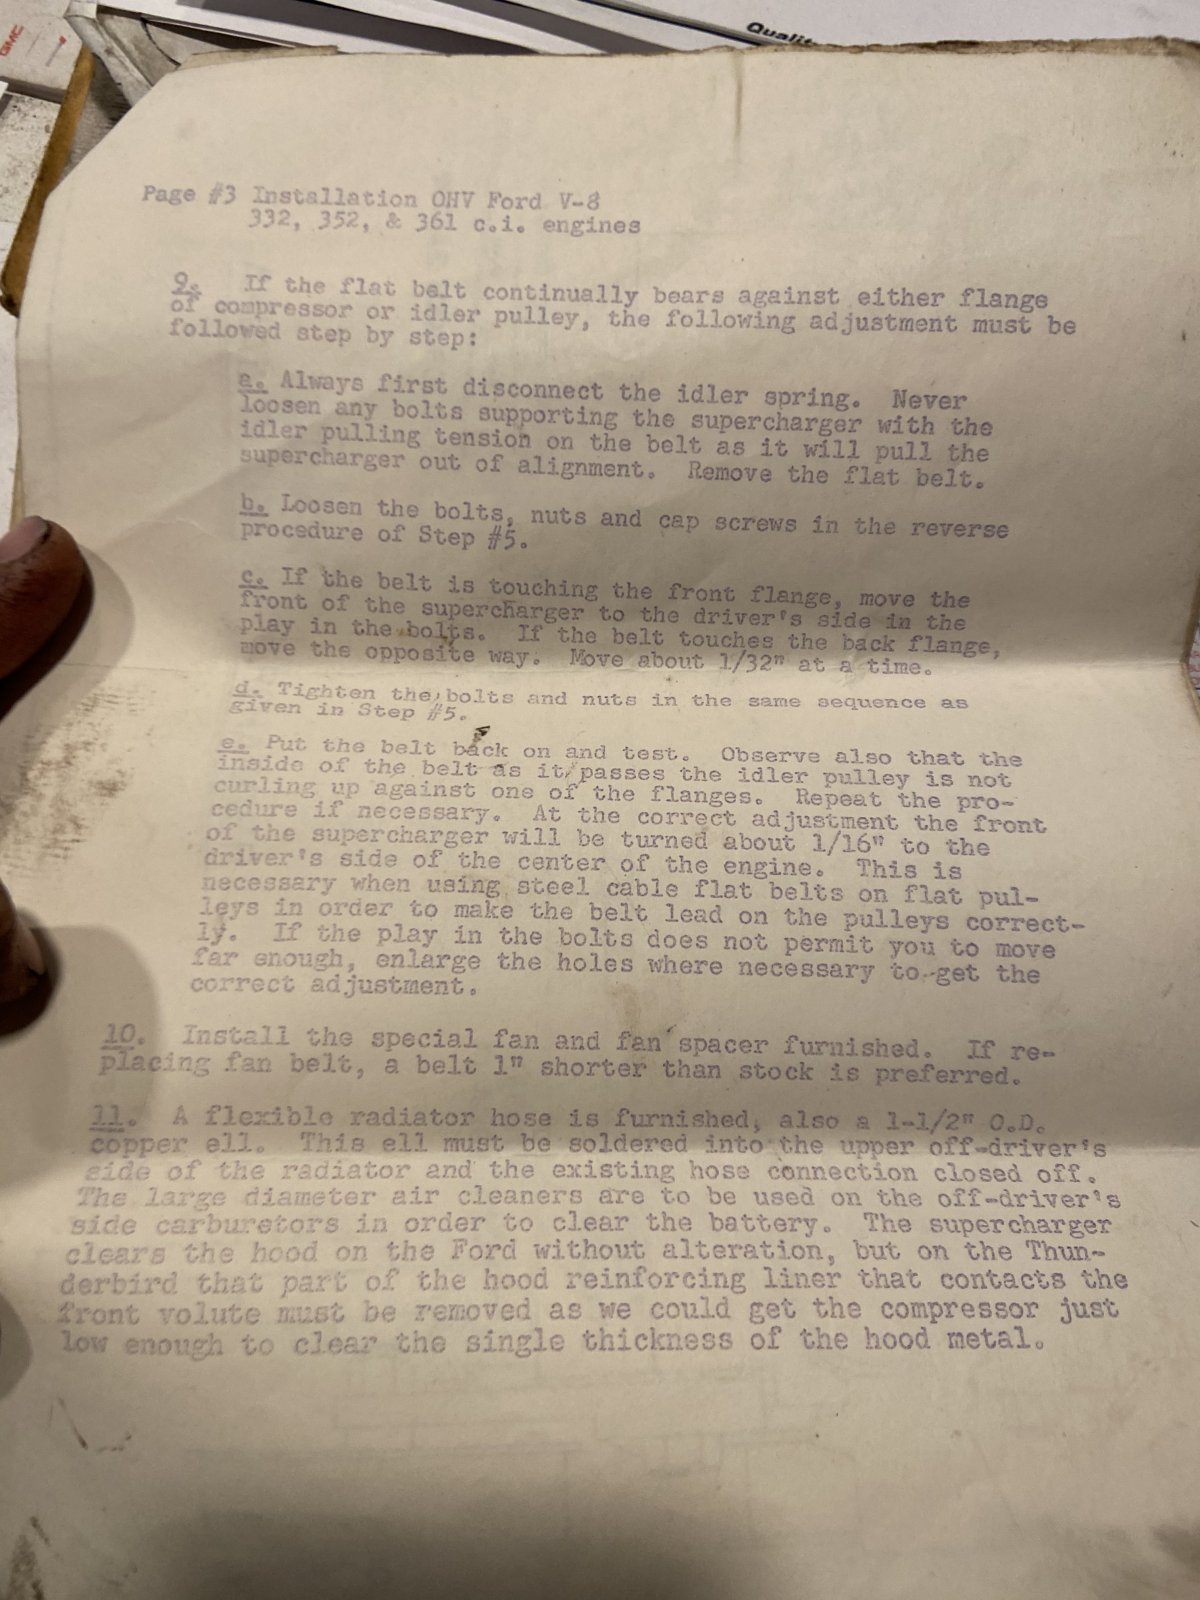 GMC
Quality
Page #3 Installation OHV Ford V-8
332, 352, & 361 c.i. engines
9. If the flat belt continually bears against either flange
of compressor or idler pulley, the following adjustment must be
followed step by step:
a. Always first disconnect the idler spring. Never
loosen any bolts supporting the supercharger with the
idler pulling tension on the belt as it will pull the
supercharger out of alignment. Remove the flat belt.
b. Loosen the bolts, nuts and cap screws in the reverse
procedure of Step #5.
c. If the belt is touching the front flange, move the
front of the supercharger to the driver's side in the
play in the bolts. If the belt touches the back flange,
move the opposite way. Move about 1/32" at a time.
d. Tighten the bolts and nuts in the same sequence as
given in Step #5.
e. Put the belt back on and test. Observe also that the
inside of the belt as it passes the idler pulley is not
curling up against one of the flanges. Repeat the pro-
cedure if necessary. At the correct adjustment the front
of the supercharger will be turned about 1/16" to the
driver's side of the center of the engine. This is
necessary when using steel cable flat belts on flat pul-
leys in order to make the belt lead on the pulleys correct-
ly. If the play in the bolts does not permit you to move
far enough, enlarge the holes where necessary to get the
correct adjustment.
10. Install the special fan and fan spacer furnished. If re-
placing fan belt, a belt 1" shorter than stock is preferred.
11. A flexible radiator hose is furnished, also a 1-1/2" O.D.
copper ell. This ell must be soldered into the upper off-driver's
side of the radiator and the existing hose connection closed off.
The large diameter air cleaners are to be used on the off-driver's
side carburetors in order to clear the battery. The supercharger
clears the hood on the Ford without alteration, but on the Thun-
derbird that part of the hood reinforcing liner that contacts the
front volute must be removed as we could get the compressor just
low enough to clear the single thickness of the hood metal.